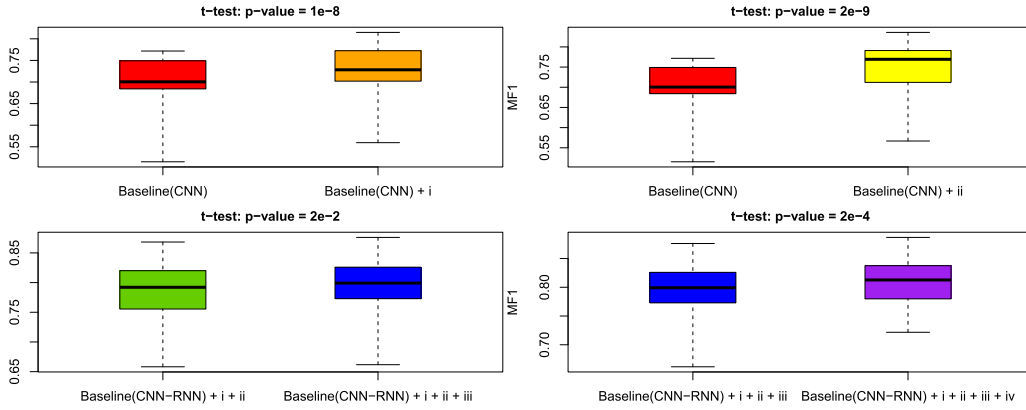 t−test: p−value = 1e−8
0.75
0.65
0.55
Baseline(CNN)
Baseline(CNN) + i
t−test: p−value = 2e−9
MF1
0.75
0.65
0.55
Baseline(CNN)
Baseline(CNN) + ii
t−test: p−value = 2e−2
0.85
0.75
0.65
Baseline(CNN−RNN) + i + ii
Baseline(CNN−RNN) + i + ii + iii
t−test: p−value = 2e−4
MF1
0.80
0.70
Baseline(CNN−RNN) + i + ii + iii
Baseline(CNN−RNN) + i + ii + iii + iv